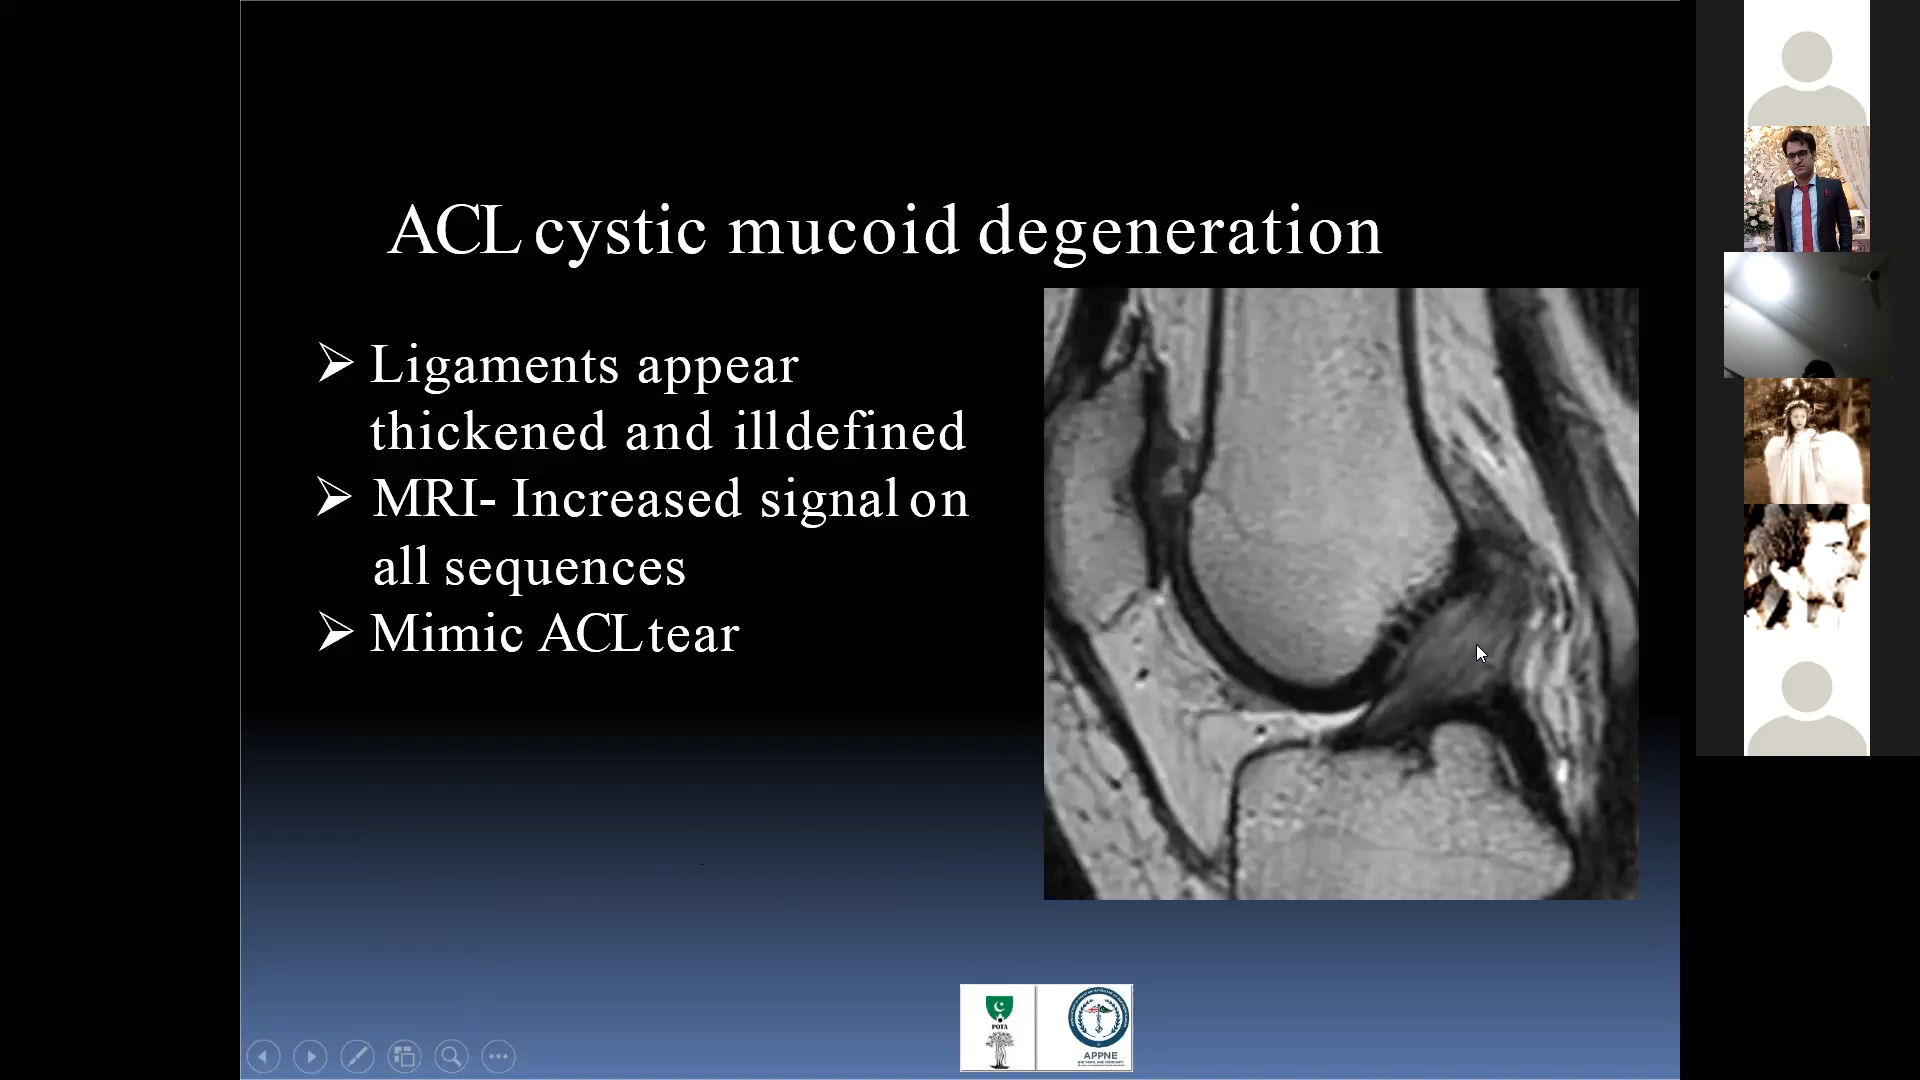 ACL cystic mucoid degeneration
➢ Ligaments appear
thickened and illdefined
➢ MRI- Increased signal on
all sequences
➢ Mimic ACL tear
POTA
APPNE